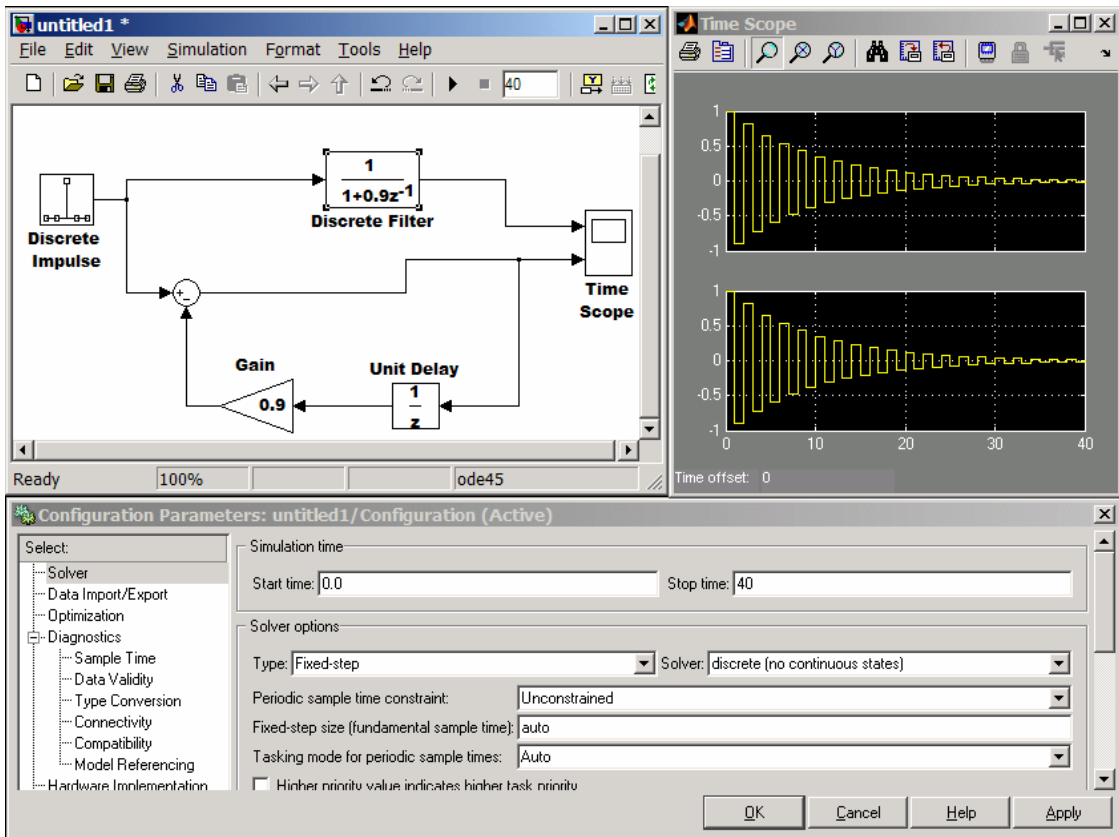 untitled1 *
File Edit View Simulation Format Tools Help
40
1
1+0.9z-1
Discrete Filter
Discrete
Impulse
+
-
Time
Scope
Gain
0.9
Unit Delay
1
z
Ready 100% ode45
Time Scope
1
0.5
0
-0.5
-1
1
0.5
0
-0.5
-1
0 10 20 30 40
Time offset: 0
Configuration Parameters: untitled1/Configuration (Active)
Select:
Solver
Data Import/Export
Optimization
Diagnostics
Sample Time
Data Validity
Type Conversion
Connectivity
Compatibility
Model Referencing
Hardware Implementation
Simulation time
Start time: 0.0 Stop time: 40
Solver options
Type: Fixed-step Solver: discrete (no continuous states)
Periodic sample time constraint: Unconstrained
Fixed-step size (fundamental sample time): auto
Tasking mode for periodic sample times: Auto
Higher priority value indicates higher task priority
OK Cancel Help Apply